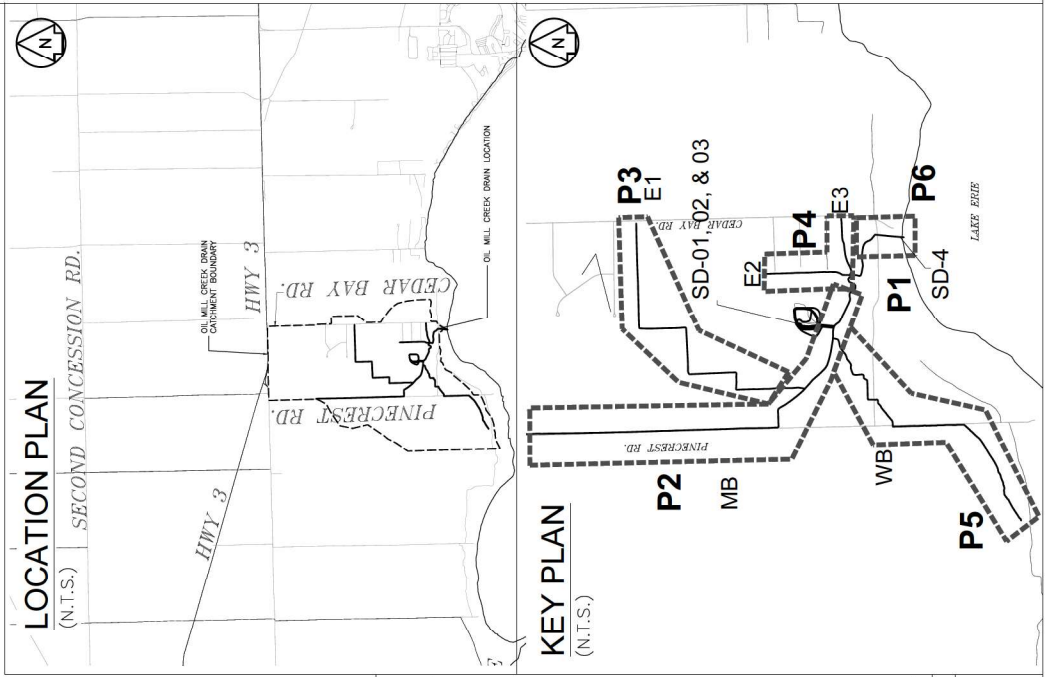 N
LOCATION PLAN
(N.T.S.)
SECOND CONCESSION RD.
OIL MILL CREEK DRAIN
CATCHMENT BOUNDARY
HWY 3
HWY 3
CEDAR BAY RD.
PINECREST RD.
OIL MILL CREEK DRAIN LOCATION
E
N
KEY PLAN
(N.T.S.)
P3
E1
CEDAR BAY RD.
SD-01, 02, & 03
P4
E2
E3
P6
P1
SD-4
LAKE ERIE
PINECREST RD.
P2
MB
WB
P5